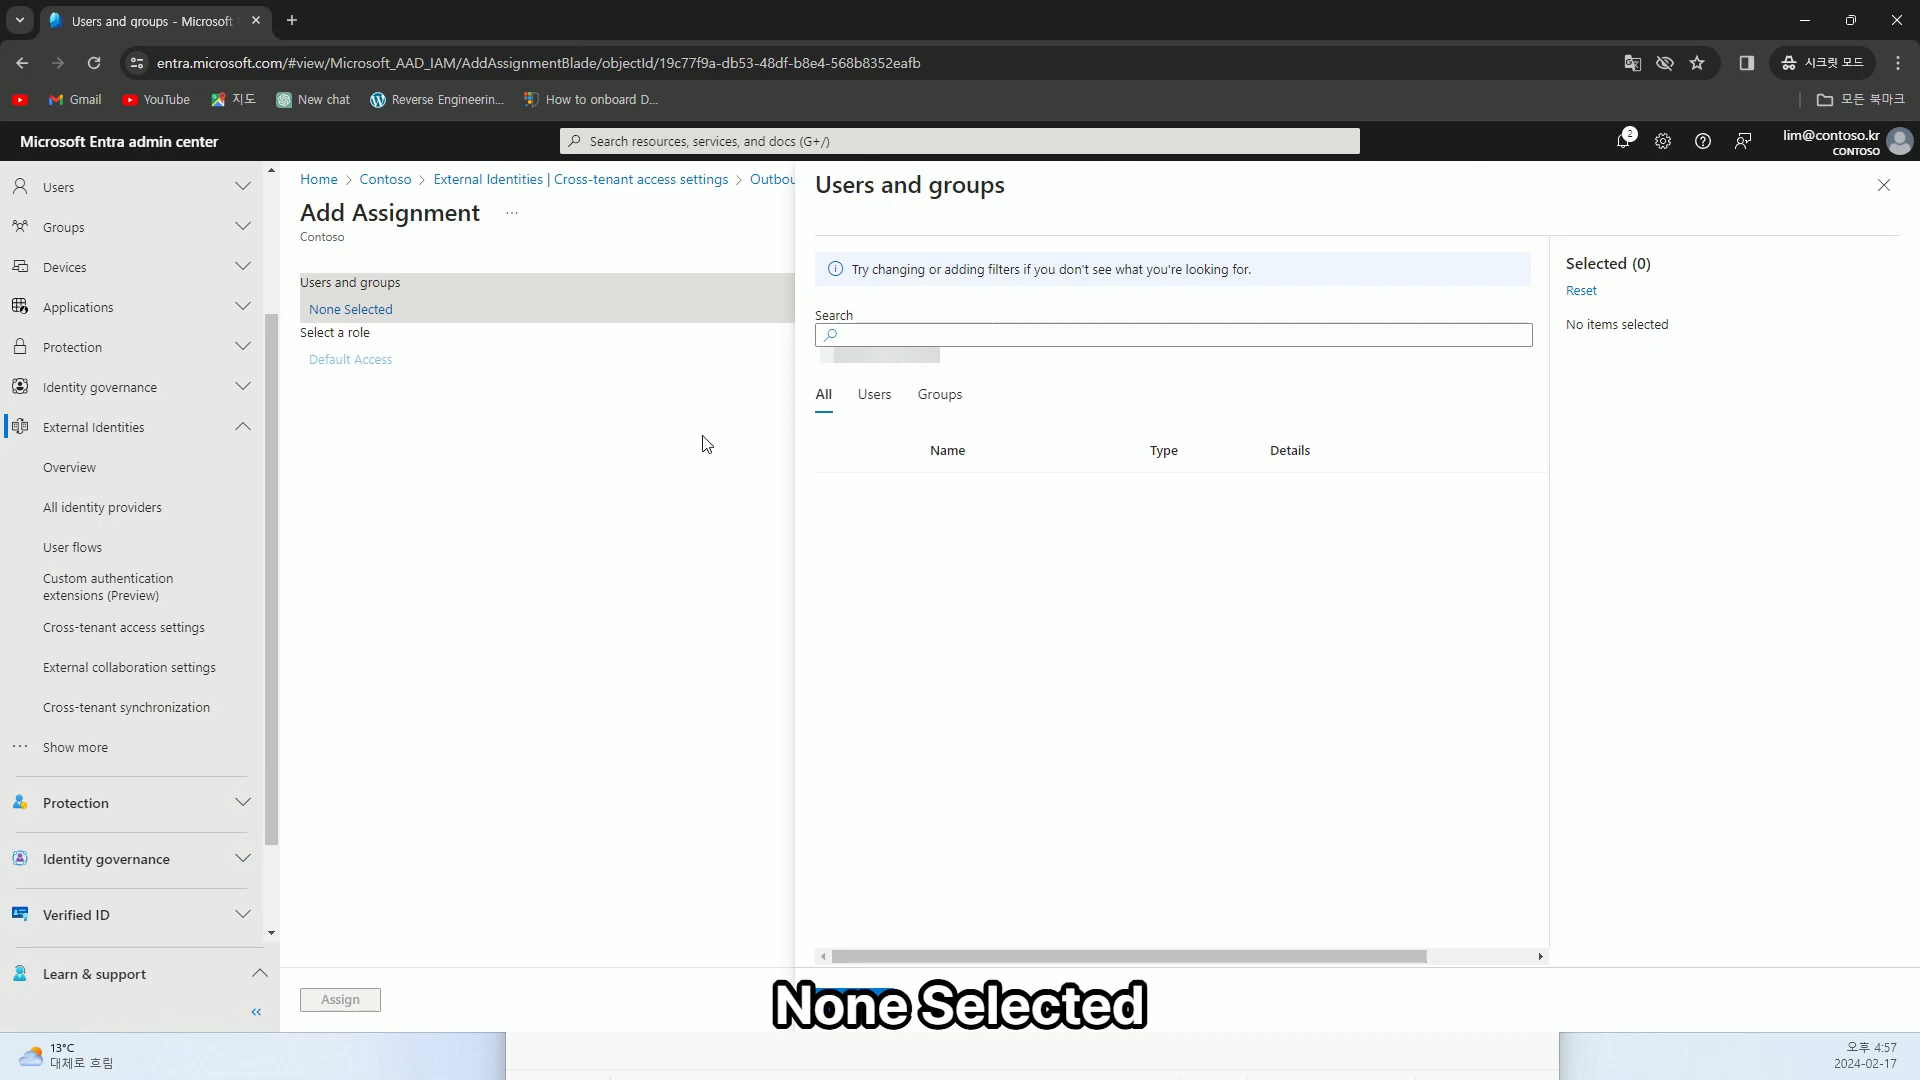 Users and groups - Microsoft
entra.microsoft.com/#view/Microsoft_AAD_IAM/AddAssignmentBlade/objectId/19c77f9a-db53-48df-b8e4-568b8352eafb
시크릿 모드
Gmail
YouTube
지도
New chat
Reverse Engineerin...
How to onboard D...
모든 북마크
Microsoft Entra admin center
Search resources, services, and docs (G+/)
2
lim@contoso.kr
CONTOSO
Users
Groups
Devices
Applications
Protection
Identity governance
External Identities
Overview
All identity providers
User flows
Custom authentication
extensions (Preview)
Cross-tenant access settings
External collaboration settings
Cross-tenant synchronization
Show more
Protection
Identity governance
Verified ID
Learn & support
Home > Contoso > External Identities | Cross-tenant access settings > Outbou
Add Assignment ...
Contoso
Users and groups
None Selected
Select a role
Default Access
Assign
Users and groups
Try changing or adding filters if you don't see what you're looking for.
Search
All Users Groups
Name Type Details
Selected (0)
Reset
No items selected
None Selected
13°C
대체로 흐림
오후 4:57
2024-02-17